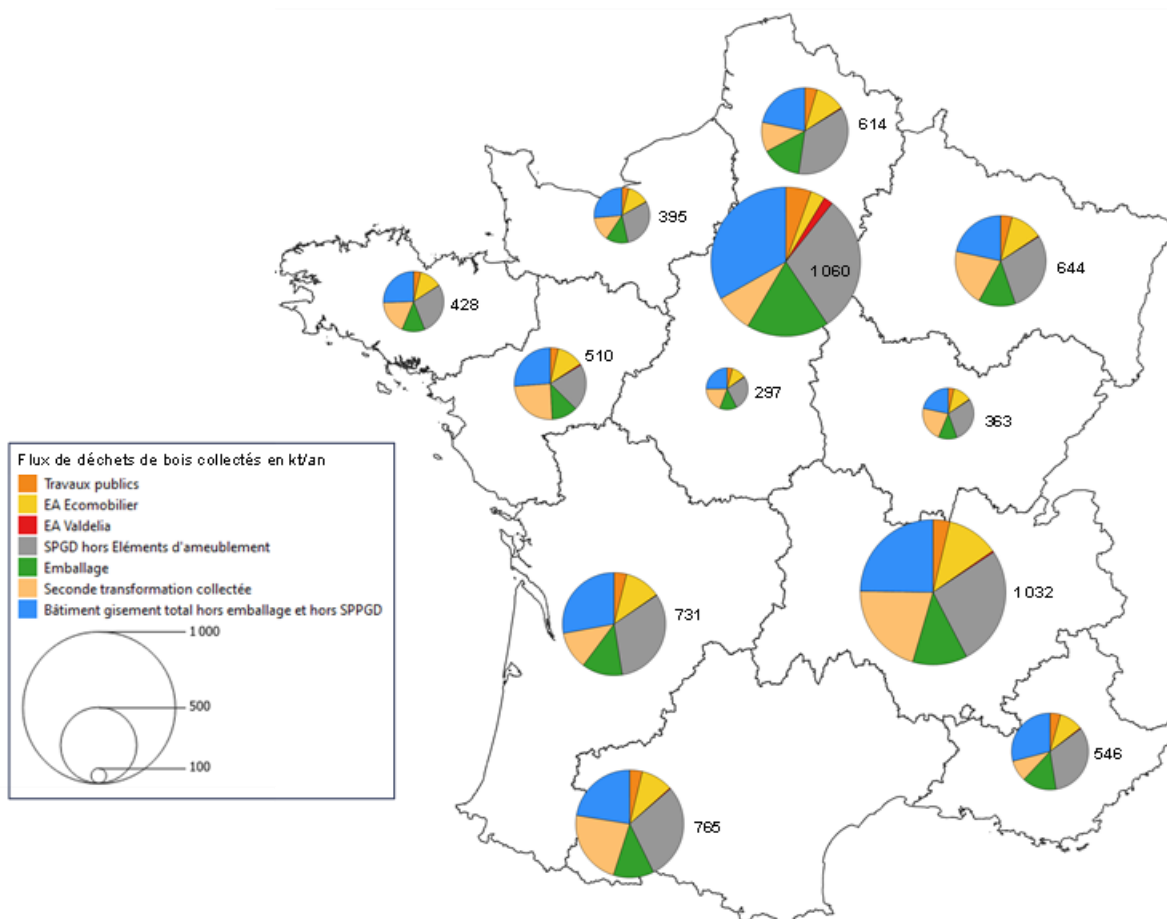 614
395
1 060
644
428
510
297
363
Flux de déchets de bois collectés en kt/an
Travaux publics
EA Ecomobilier
EA Valdelia
SPGD hors Eléments d'ameublement
Emballage
Seconde transformation collectée
Bâtiment gisement total hors emballage et hors SPPGD
1 000
500
100
731
1 032
546
765